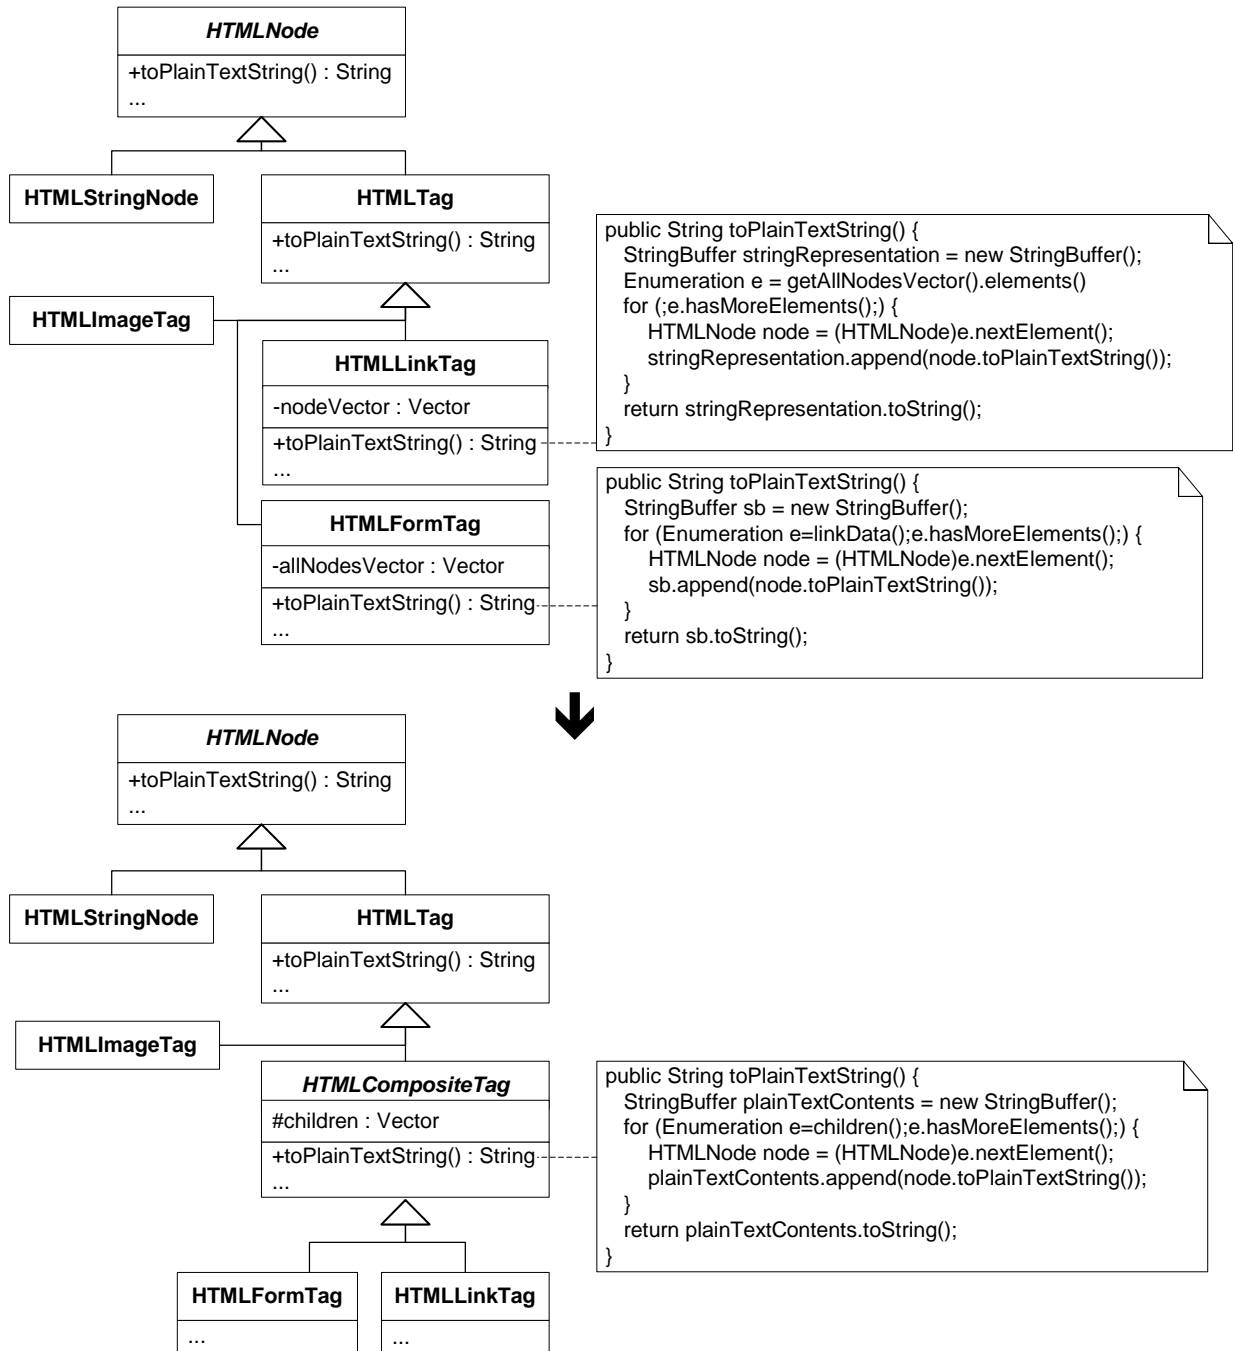 HTMLNode
+toPlainTextString() : String
...
HTMLStringNode
HTMLTag
+toPlainTextString() : String
...
HTMLImageTag
HTMLLinkTag
-nodeVector : Vector
+toPlainTextString() : String
...
HTMLFormTag
-allNodesVector : Vector
+toPlainTextString() : String
...
public String toPlainTextString() {
StringBuffer stringRepresentation = new StringBuffer();
Enumeration e = getAllNodesVector().elements()
for (;e.hasMoreElements();) {
HTMLNode node = (HTMLNode)e.nextElement();
stringRepresentation.append(node.toPlainTextString());
}
return stringRepresentation.toString();
}
public String toPlainTextString() {
StringBuffer sb = new StringBuffer();
for (Enumeration e=linkData();e.hasMoreElements();) {
HTMLNode node = (HTMLNode)e.nextElement();
sb.append(node.toPlainTextString());
}
return sb.toString();
}
HTMLNode
+toPlainTextString() : String
...
HTMLStringNode
HTMLTag
+toPlainTextString() : String
...
HTMLImageTag
HTMLCompositeTag
#children : Vector
+toPlainTextString() : String
...
public String toPlainTextString() {
StringBuffer plainTextContents = new StringBuffer();
for (Enumeration e=children();e.hasMoreElements();) {
HTMLNode node = (HTMLNode)e.nextElement();
plainTextContents.append(node.toPlainTextString());
}
return plainTextContents.toString();
}
HTMLFormTag
...
HTMLLinkTag
...